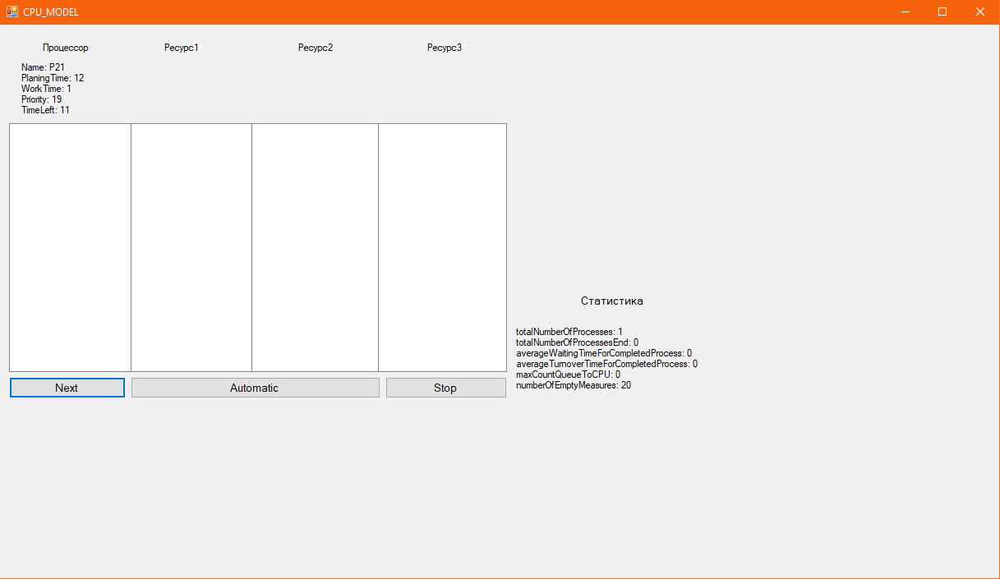 CPU_MODEL
Процессор Ресурс1 Ресурс2 Ресурс3
Name: P21
PlaningTime: 12
WorkTime: 1
Priority: 19
TimeLeft: 11
Статистика
totalNumberOfProcesses: 1
totalNumberOfProcessesEnd: 0
averageWaitingTimeForCompletedProcess: 0
averageTurnoverTimeForCompletedProcess: 0
maxCountQueueToCPU: 0
numberOfEmptyMeasures: 20
Next Automatic Stop